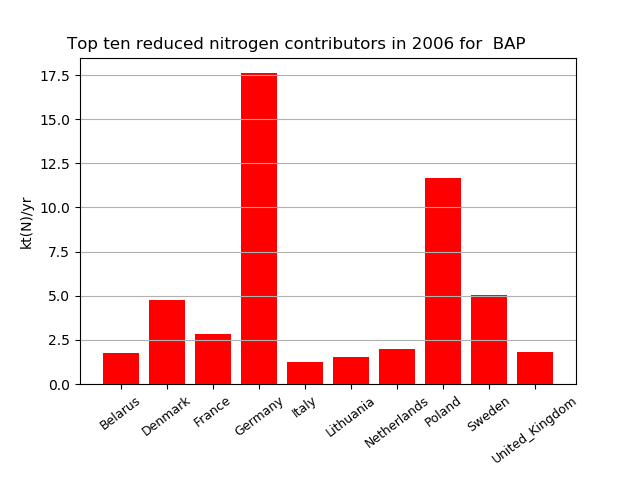 Top ten reduced nitrogen contributors in 2006 for  BAP
kt(N)/yr
17.5
15.0
12.5
10.0
7.5
5.0
2.5
0.0
Belarus
Denmark
France
Germany
Italy
Lithuania
Netherlands
Poland
Sweden
United_Kingdom